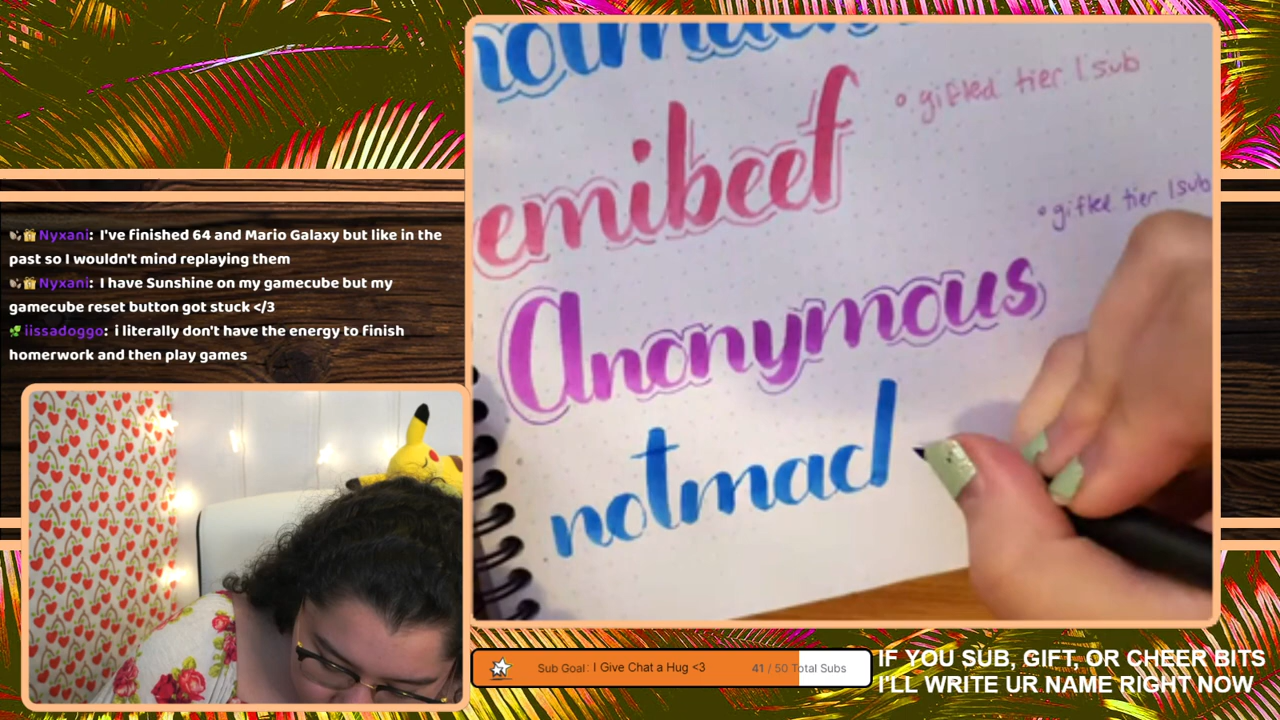 Nyxani: I've finished 64 and Mario Galaxy but like in the
past so I wouldn't mind replaying them
Nyxani: I have Sunshine on my gamecube but my
gamecube reset button got stuck </3
iissadoggo: i literally don't have the energy to finish
homerwork and then play games
emibeef
gifted tier 1 sub
Anonymous
gifted tier 1 sub
notmad
Sub Goal: I Give Chat a Hug <3 41 / 50 Total Subs
IF YOU SUB, GIFT, OR CHEER BITS
I'LL WRITE UR NAME RIGHT NOW